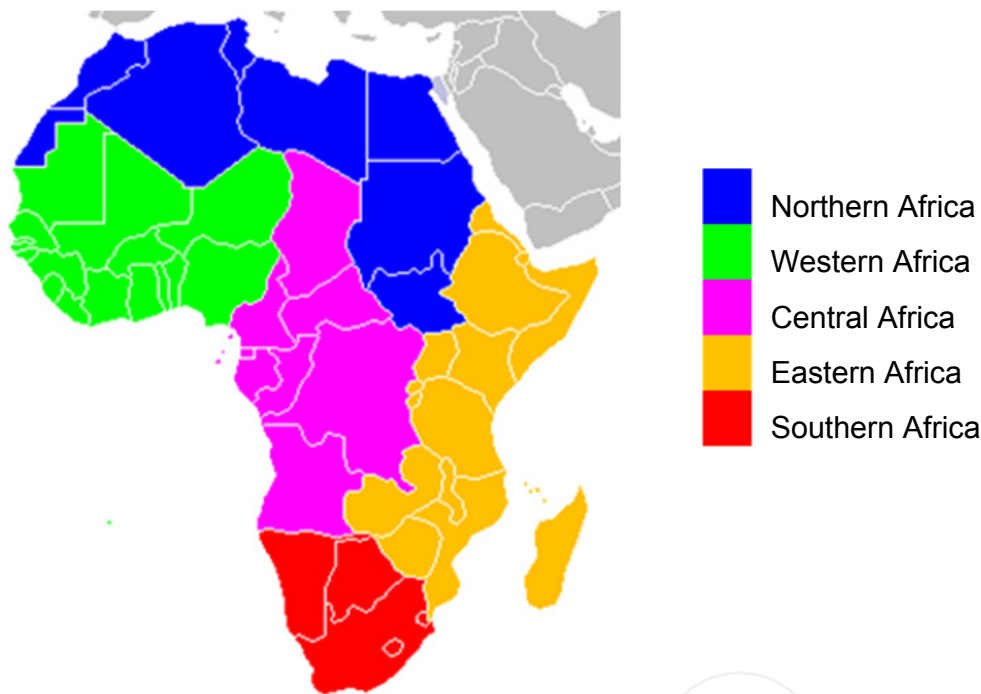 Northern Africa
Western Africa
Central Africa
Eastern Africa
Southern Africa